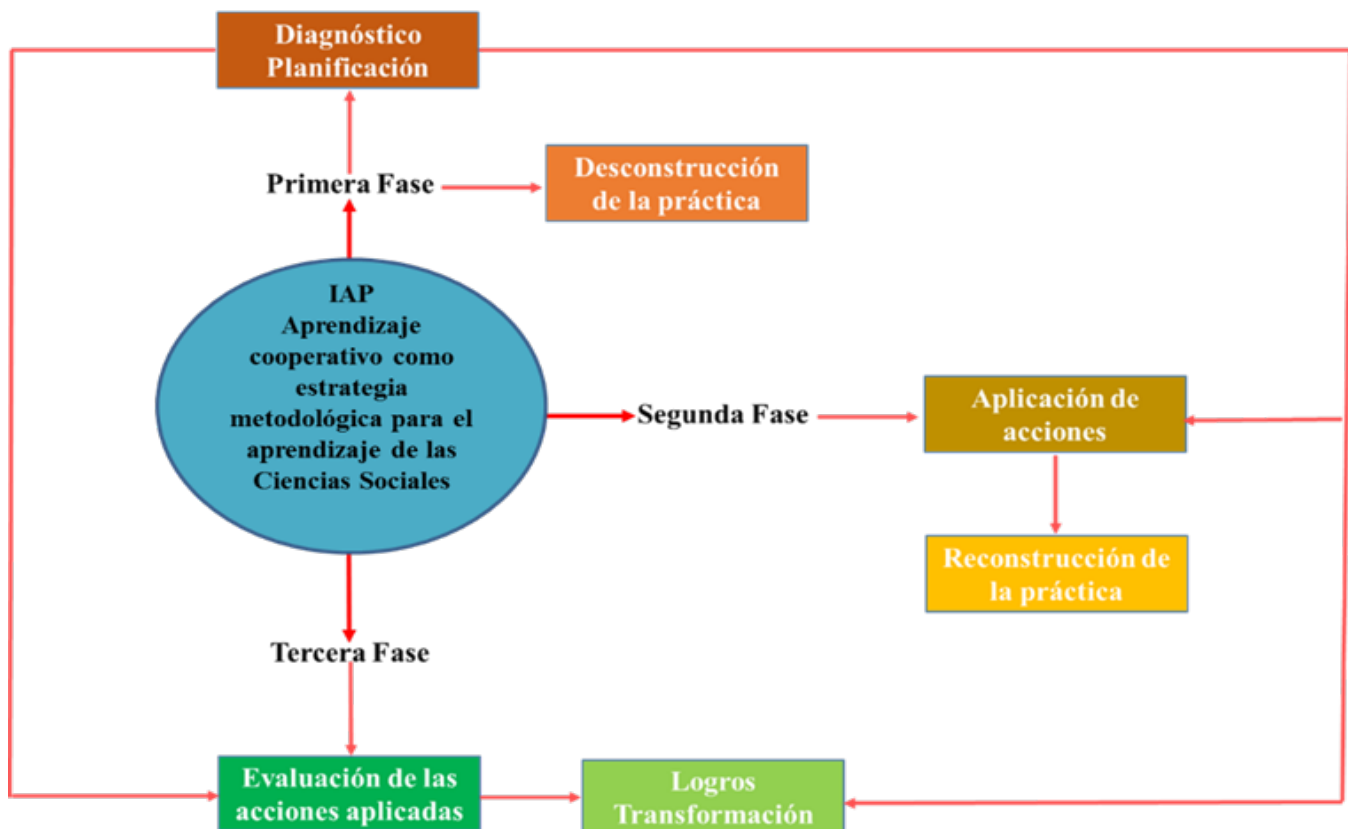 Diagnóstico
Planificación
Primera Fase
Desconstrucción
de la práctica
IAP
Aprendizaje
cooperativo como
estrategia
metodológica para el
aprendizaje de las
Ciencias Sociales
Segunda Fase
Aplicación de
acciones
Reconstrucción de
la práctica
Tercera Fase
Evaluación de las
acciones aplicadas
Logros
Transformación